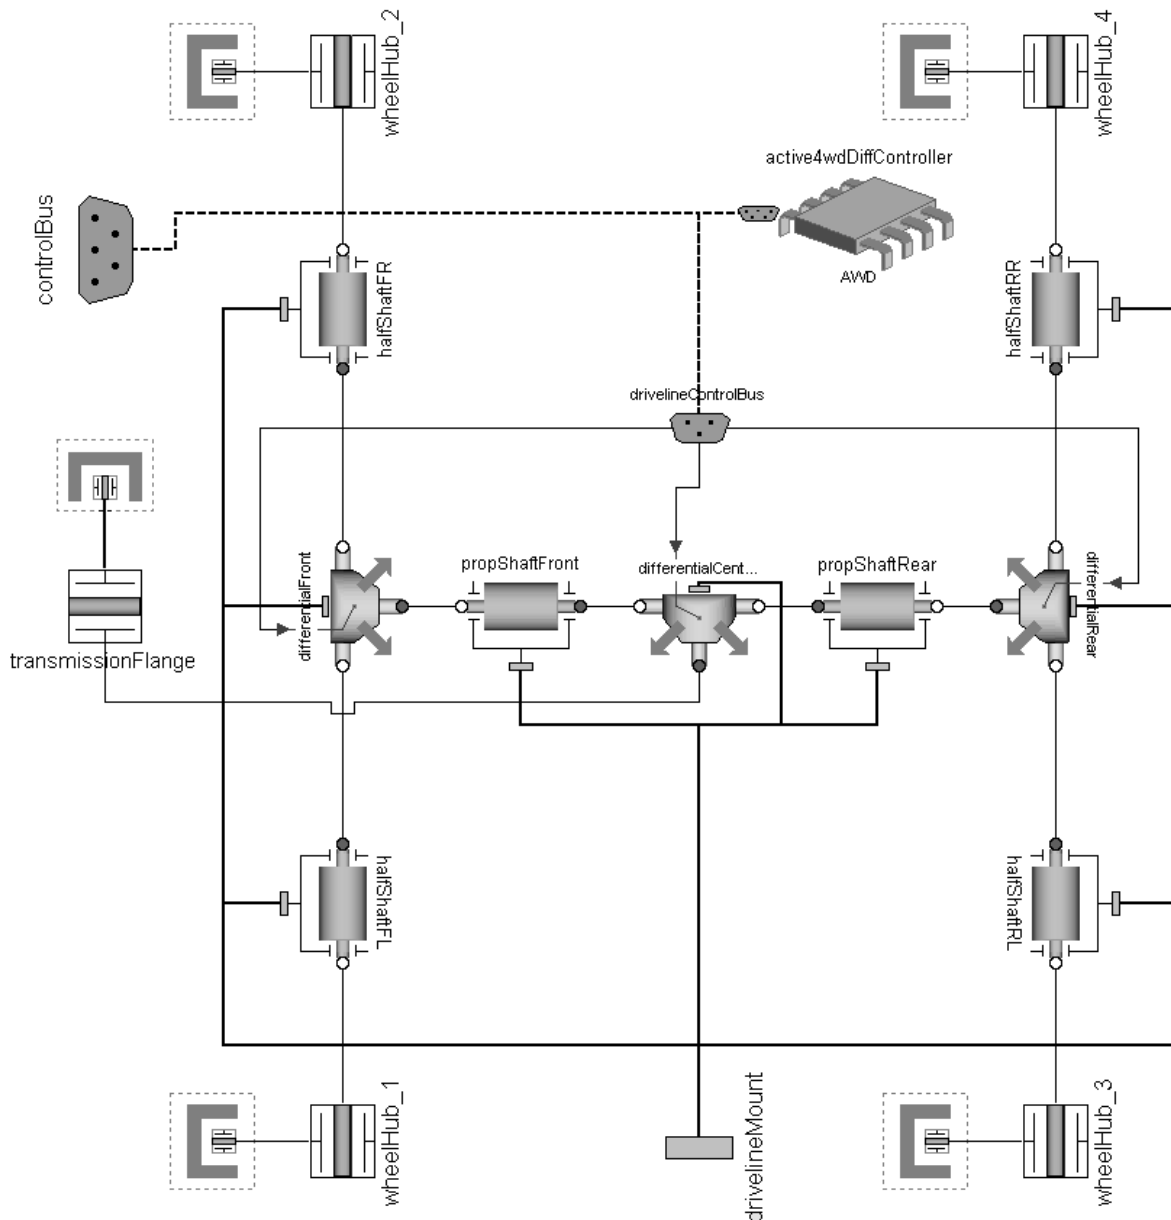 wheelHub_2
wheelHub_4
active4wdDiffController
controlBus
AWD
halfShaftFR
halfShaftRR
drivelineControlBus
differentialFront
propShaftFront
differentialCent...
propShaftRear
differentialRear
transmissionFlange
halfShaftFL
halfShaftRL
wheelHub_1
drivelineMount
wheelHub_3